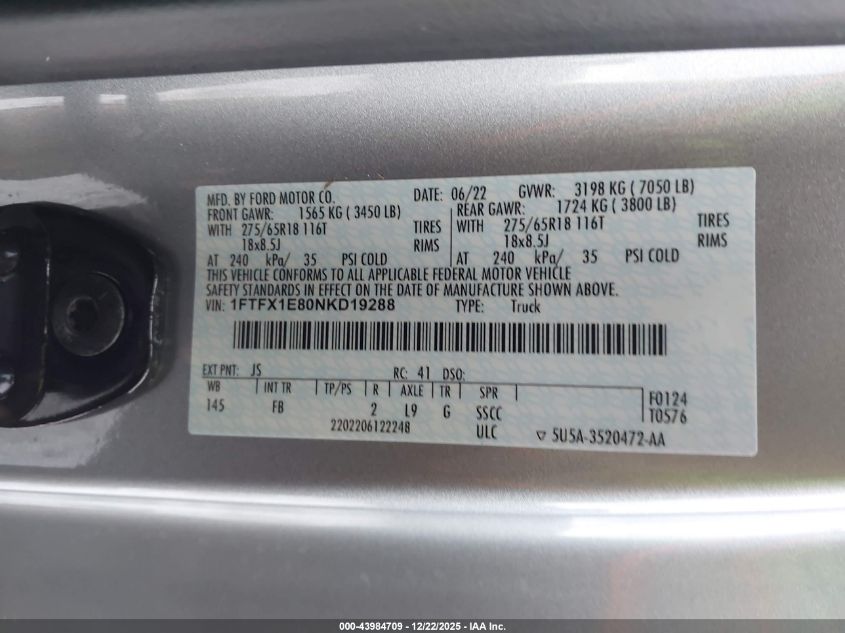 MFD. BY FORD MOTOR CO. DATE: 06/22 GVWR: 3198 KG ( 7050 LB)
FRONT GAWR: 1565 KG ( 3450 LB) REAR GAWR: 1724 KG ( 3800 LB)
WITH 275/65R18 116T TIRES WITH 275/65R18 116T TIRES
18x8.5J RIMS 18x8.5J RIMS
AT 240 kPa/ 35 PSI COLD AT 240 kPa/ 35 PSI COLD
THIS VEHICLE CONFORMS TO ALL APPLICABLE FEDERAL MOTOR VEHICLE
SAFETY STANDARDS IN EFFECT ON THE DATE OF MANUFACTURE SHOWN ABOVE.
VIN: 1FTFX1E80NKD19288 TYPE: Truck
EXT PNT: JS RC: 41 DSO:
WB INT TR TP/PS R AXLE TR SPR F0124
145 FB 2 L9 G SSCC T0576
2202206122248 ULC ▽ 5U5A-3520472-AA
000-43984709 - 12/22/2025 - IAA Inc.